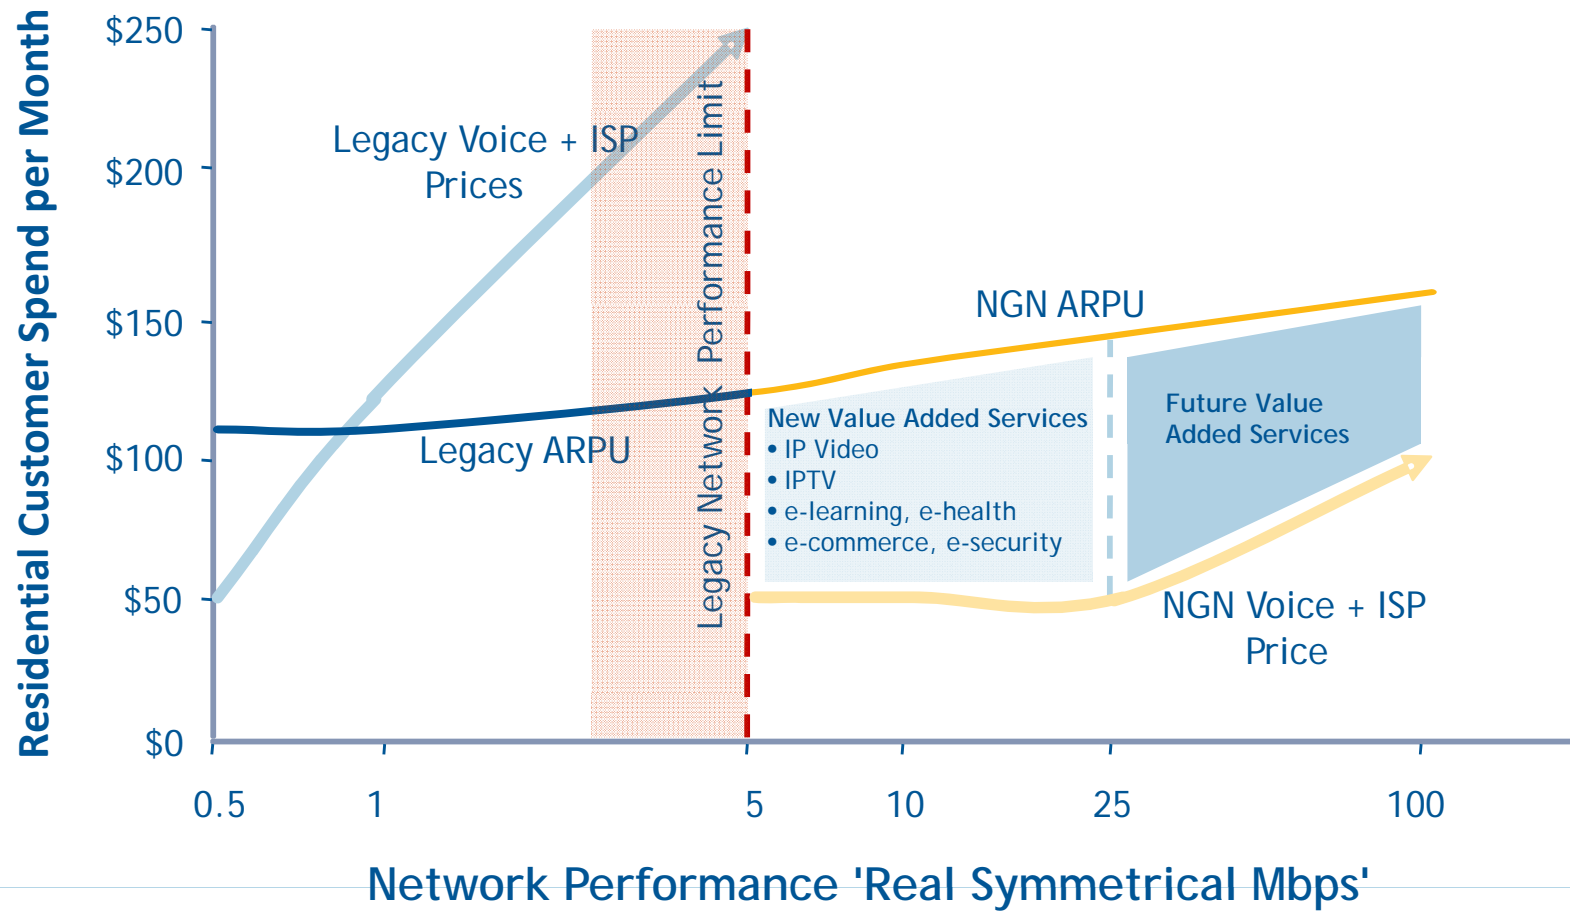 Residential Customer Spend per Month
$250
$200
$150
$100
$50
$0
Legacy Voice + ISP
Prices
Legacy ARPU
Legacy Network Performance Limit
NGN ARPU
New Value Added Services
• IP Video
• IPTV
• e-learning, e-health
• e-commerce, e-security
Future Value
Added Services
NGN Voice + ISP
Price
0.5 1 5 10 25 100
Network Performance 'Real Symmetrical Mbps'